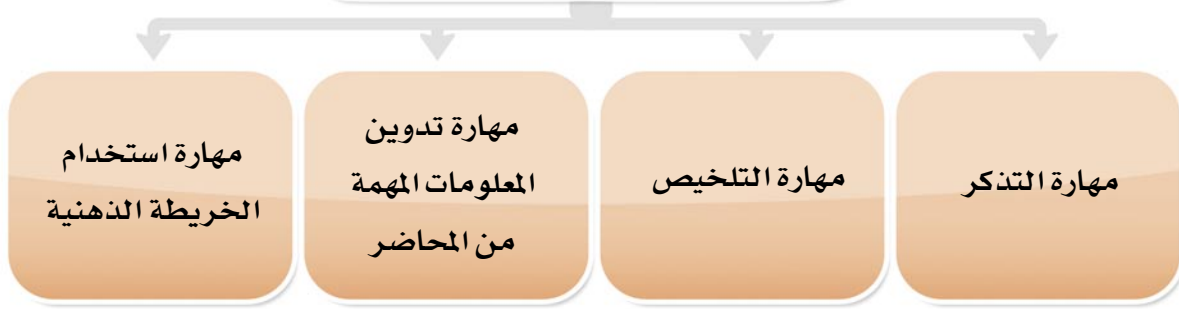 مهارة التذكر
مهارة التلخيص
مهارة تدوين
المعلومات المهمة
من المحاضر
مهارة استخدام
الخريطة الذهنية